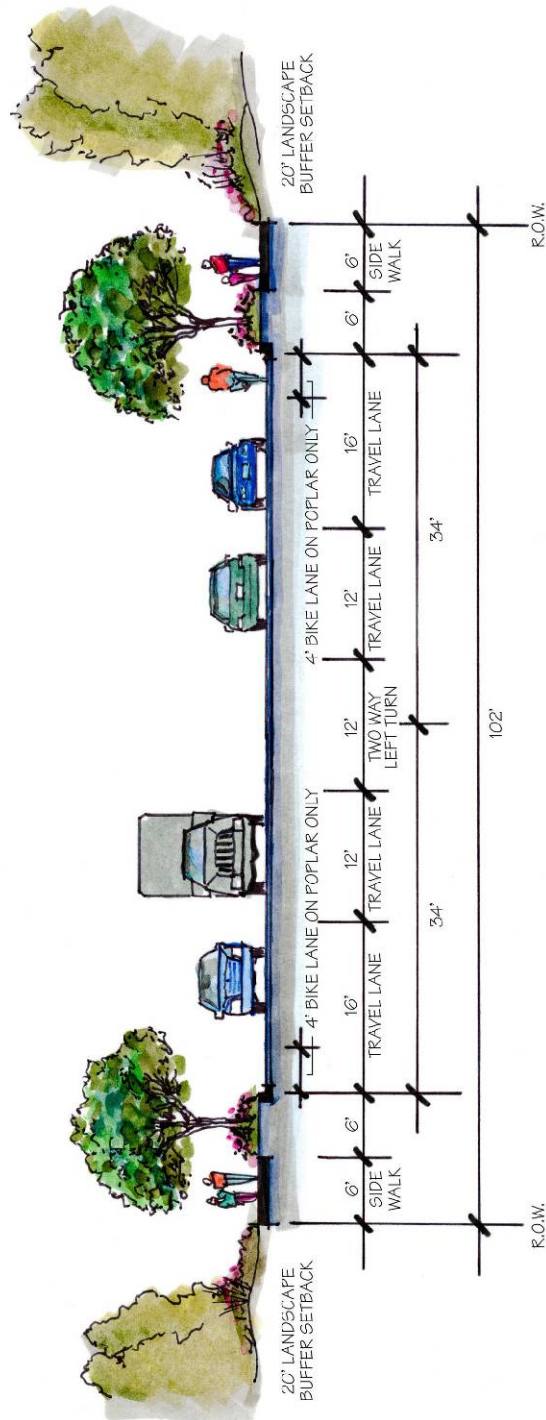 20' LANDSCAPE
BUFFER SETBACK
20' LANDSCAPE
BUFFER SETBACK
4' BIKE LANE ON POPLAR ONLY
4' BIKE LANE ON POPLAR ONLY
6'
SIDE
WALK
6'
16'
TRAVEL LANE
12'
TRAVEL LANE
12'
TWO WAY
LEFT TURN
12'
TRAVEL LANE
16'
TRAVEL LANE
6'
6'
SIDE
WALK
34'
34'
102'
R.O.W.
R.O.W.